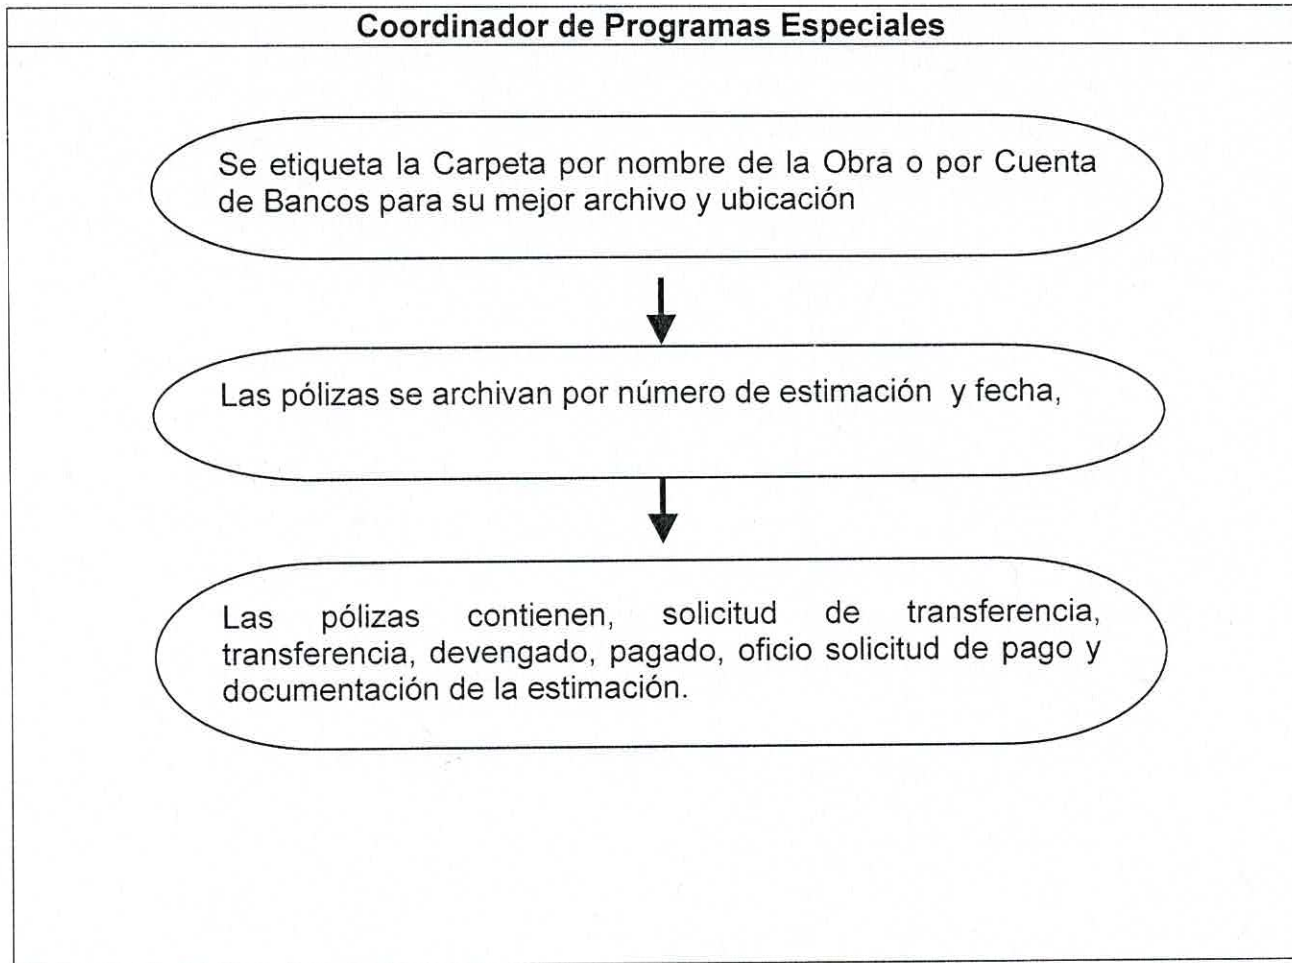 Coordinador de Programas Especiales
Se etiqueta la Carpeta por nombre de la Obra o por Cuenta
de Bancos para su mejor archivo y ubicación
Las pólizas se archivan por número de estimación y fecha,
Las pólizas contienen, solicitud de transferencia,
transferencia, devengado, pagado, oficio solicitud de pago y
documentación de la estimación.